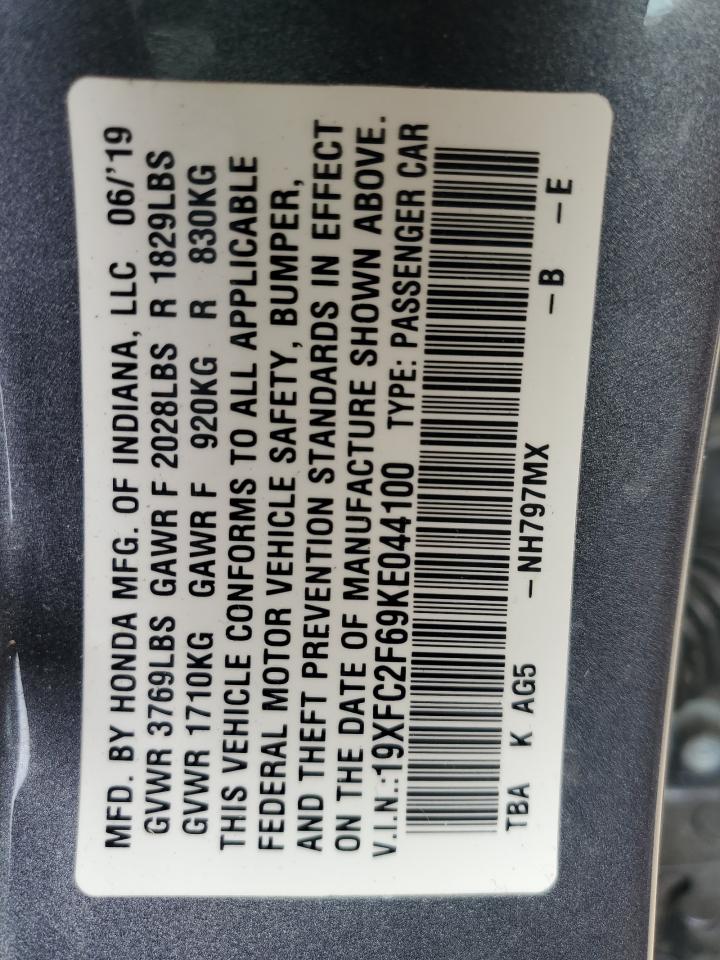 MFD. BY HONDA MFG. OF INDIANA, LLC 06/'19
GVWR 3769LBS GAWR F 2028LBS R 1829LBS
GVWR 1710KG GAWR F 920KG R 830KG
THIS VEHICLE CONFORMS TO ALL APPLICABLE
FEDERAL MOTOR VEHICLE SAFETY, BUMPER,
AND THEFT PREVENTION STANDARDS IN EFFECT
ON THE DATE OF MANUFACTURE SHOWN ABOVE.
V.I.N.:19XFC2F69KE044100 TYPE: PASSENGER CAR
TBA K AG5 –NH797MX –B –E